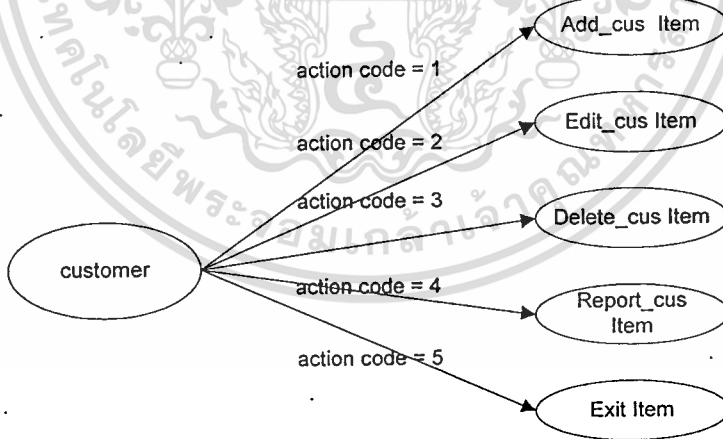 Add_cus Item
action code = 1
Edit_cus Item
action code = 2
action code = 3
Delete_cus Item
customer
action code = 4
Report_cus
Item
action code = 5
Exit Item